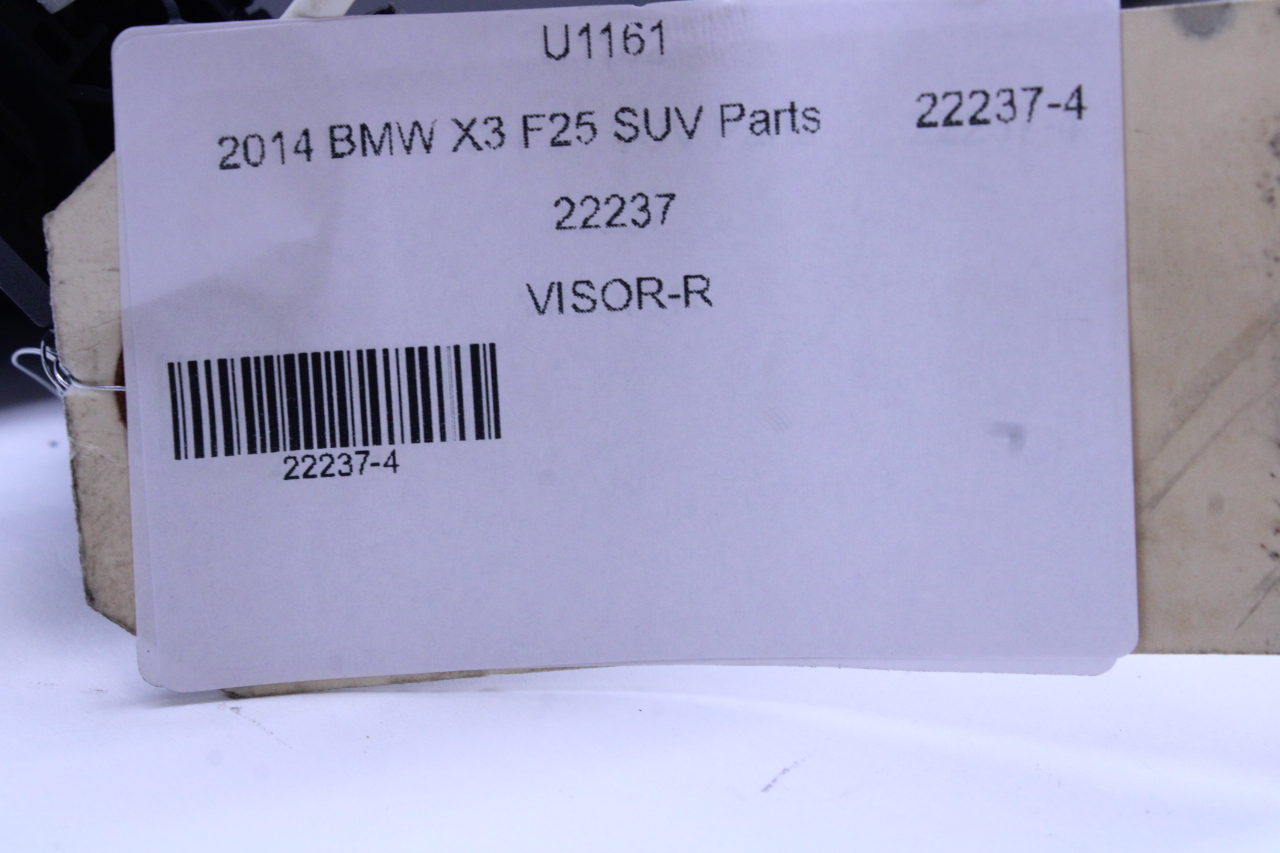 U1161
2014 BMW X3 F25 SUV Parts 22237-4
22237
VISOR-R
22237-4